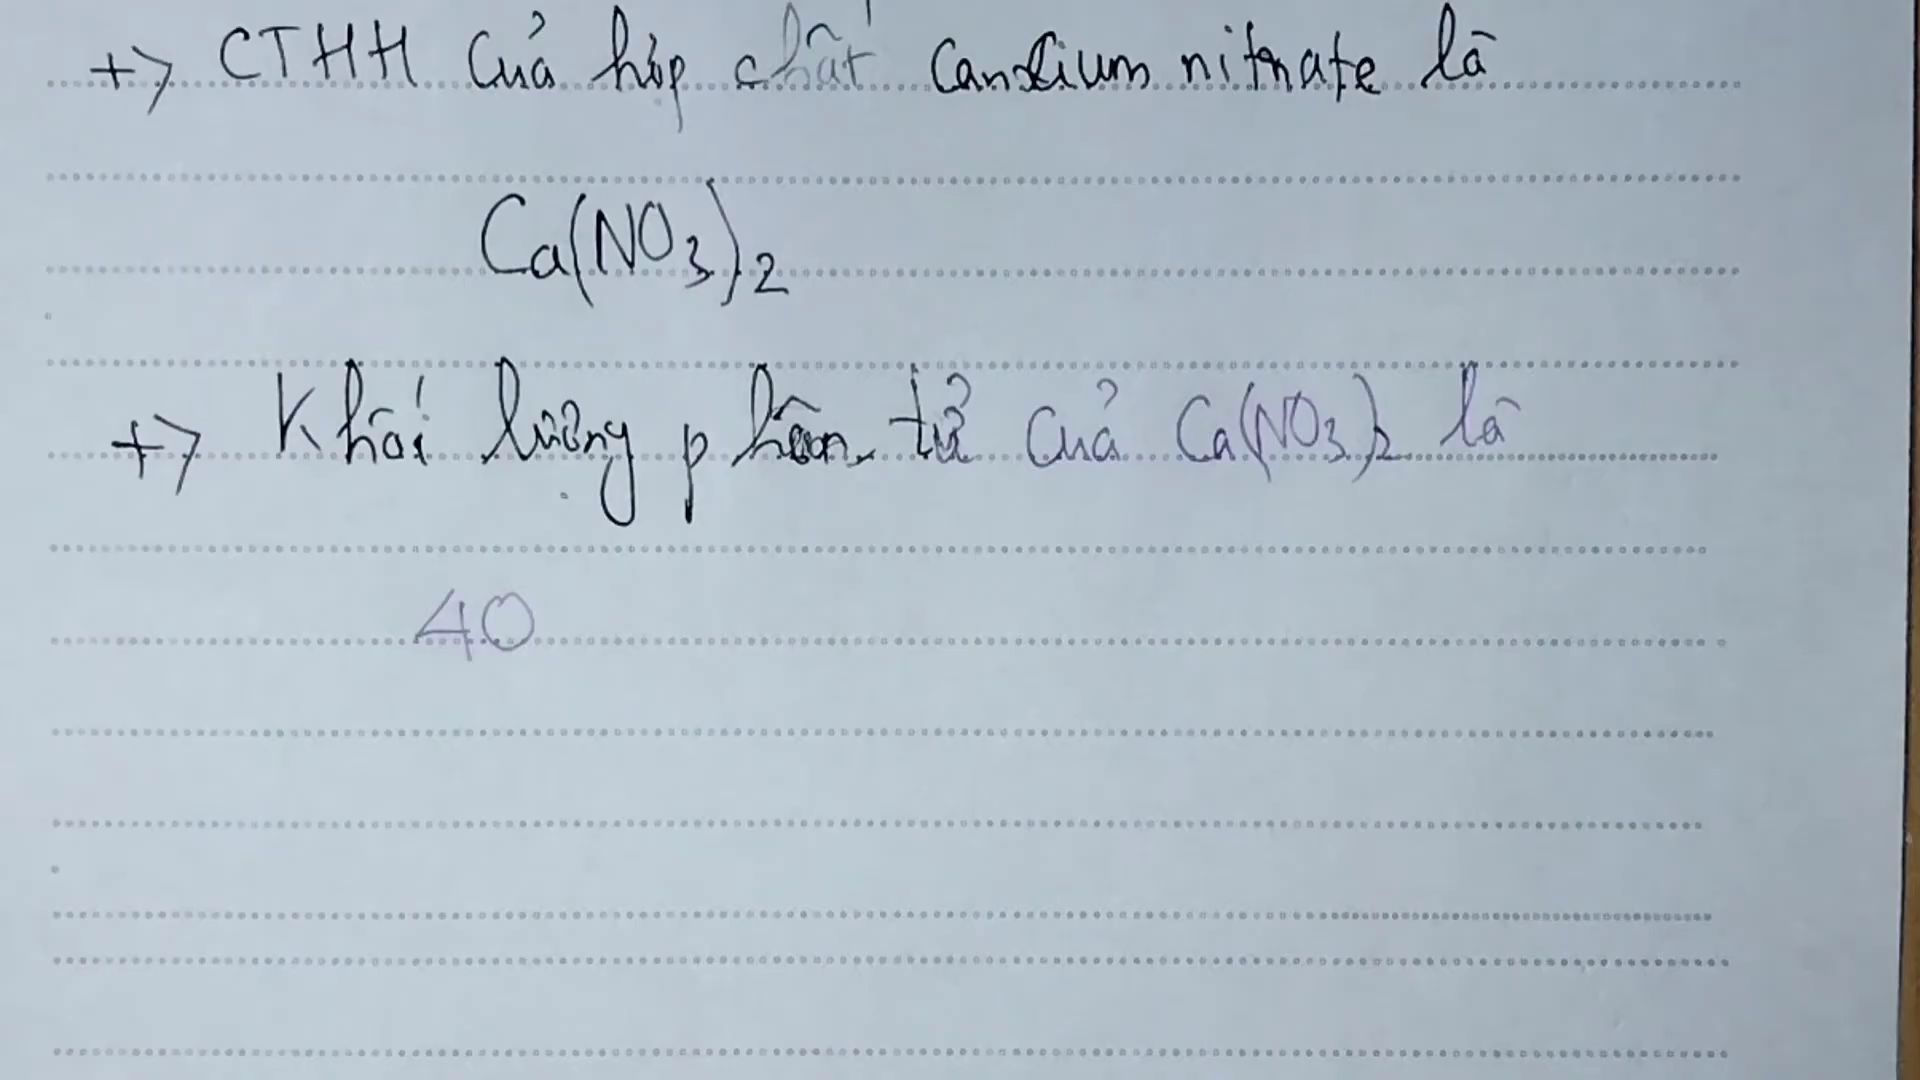 +> CTHH của hợp chất Canxium nitrate là
Ca(NO₃)₂
+> Khối lượng phân tử của Ca(NO₃)₂ là
40